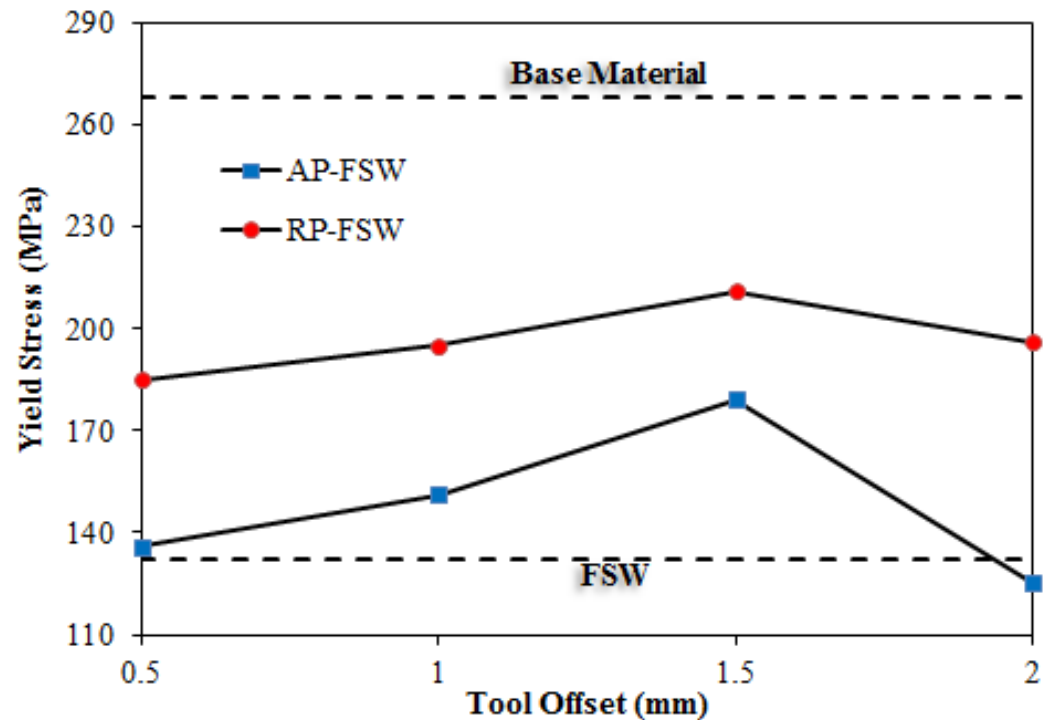 290
Base Material
260
AP-FSW
230
RP-FSW
Yield Stress (MPa)
200
170
140
FSW
110
0.5
1
1.5
2
Tool Offset (mm)